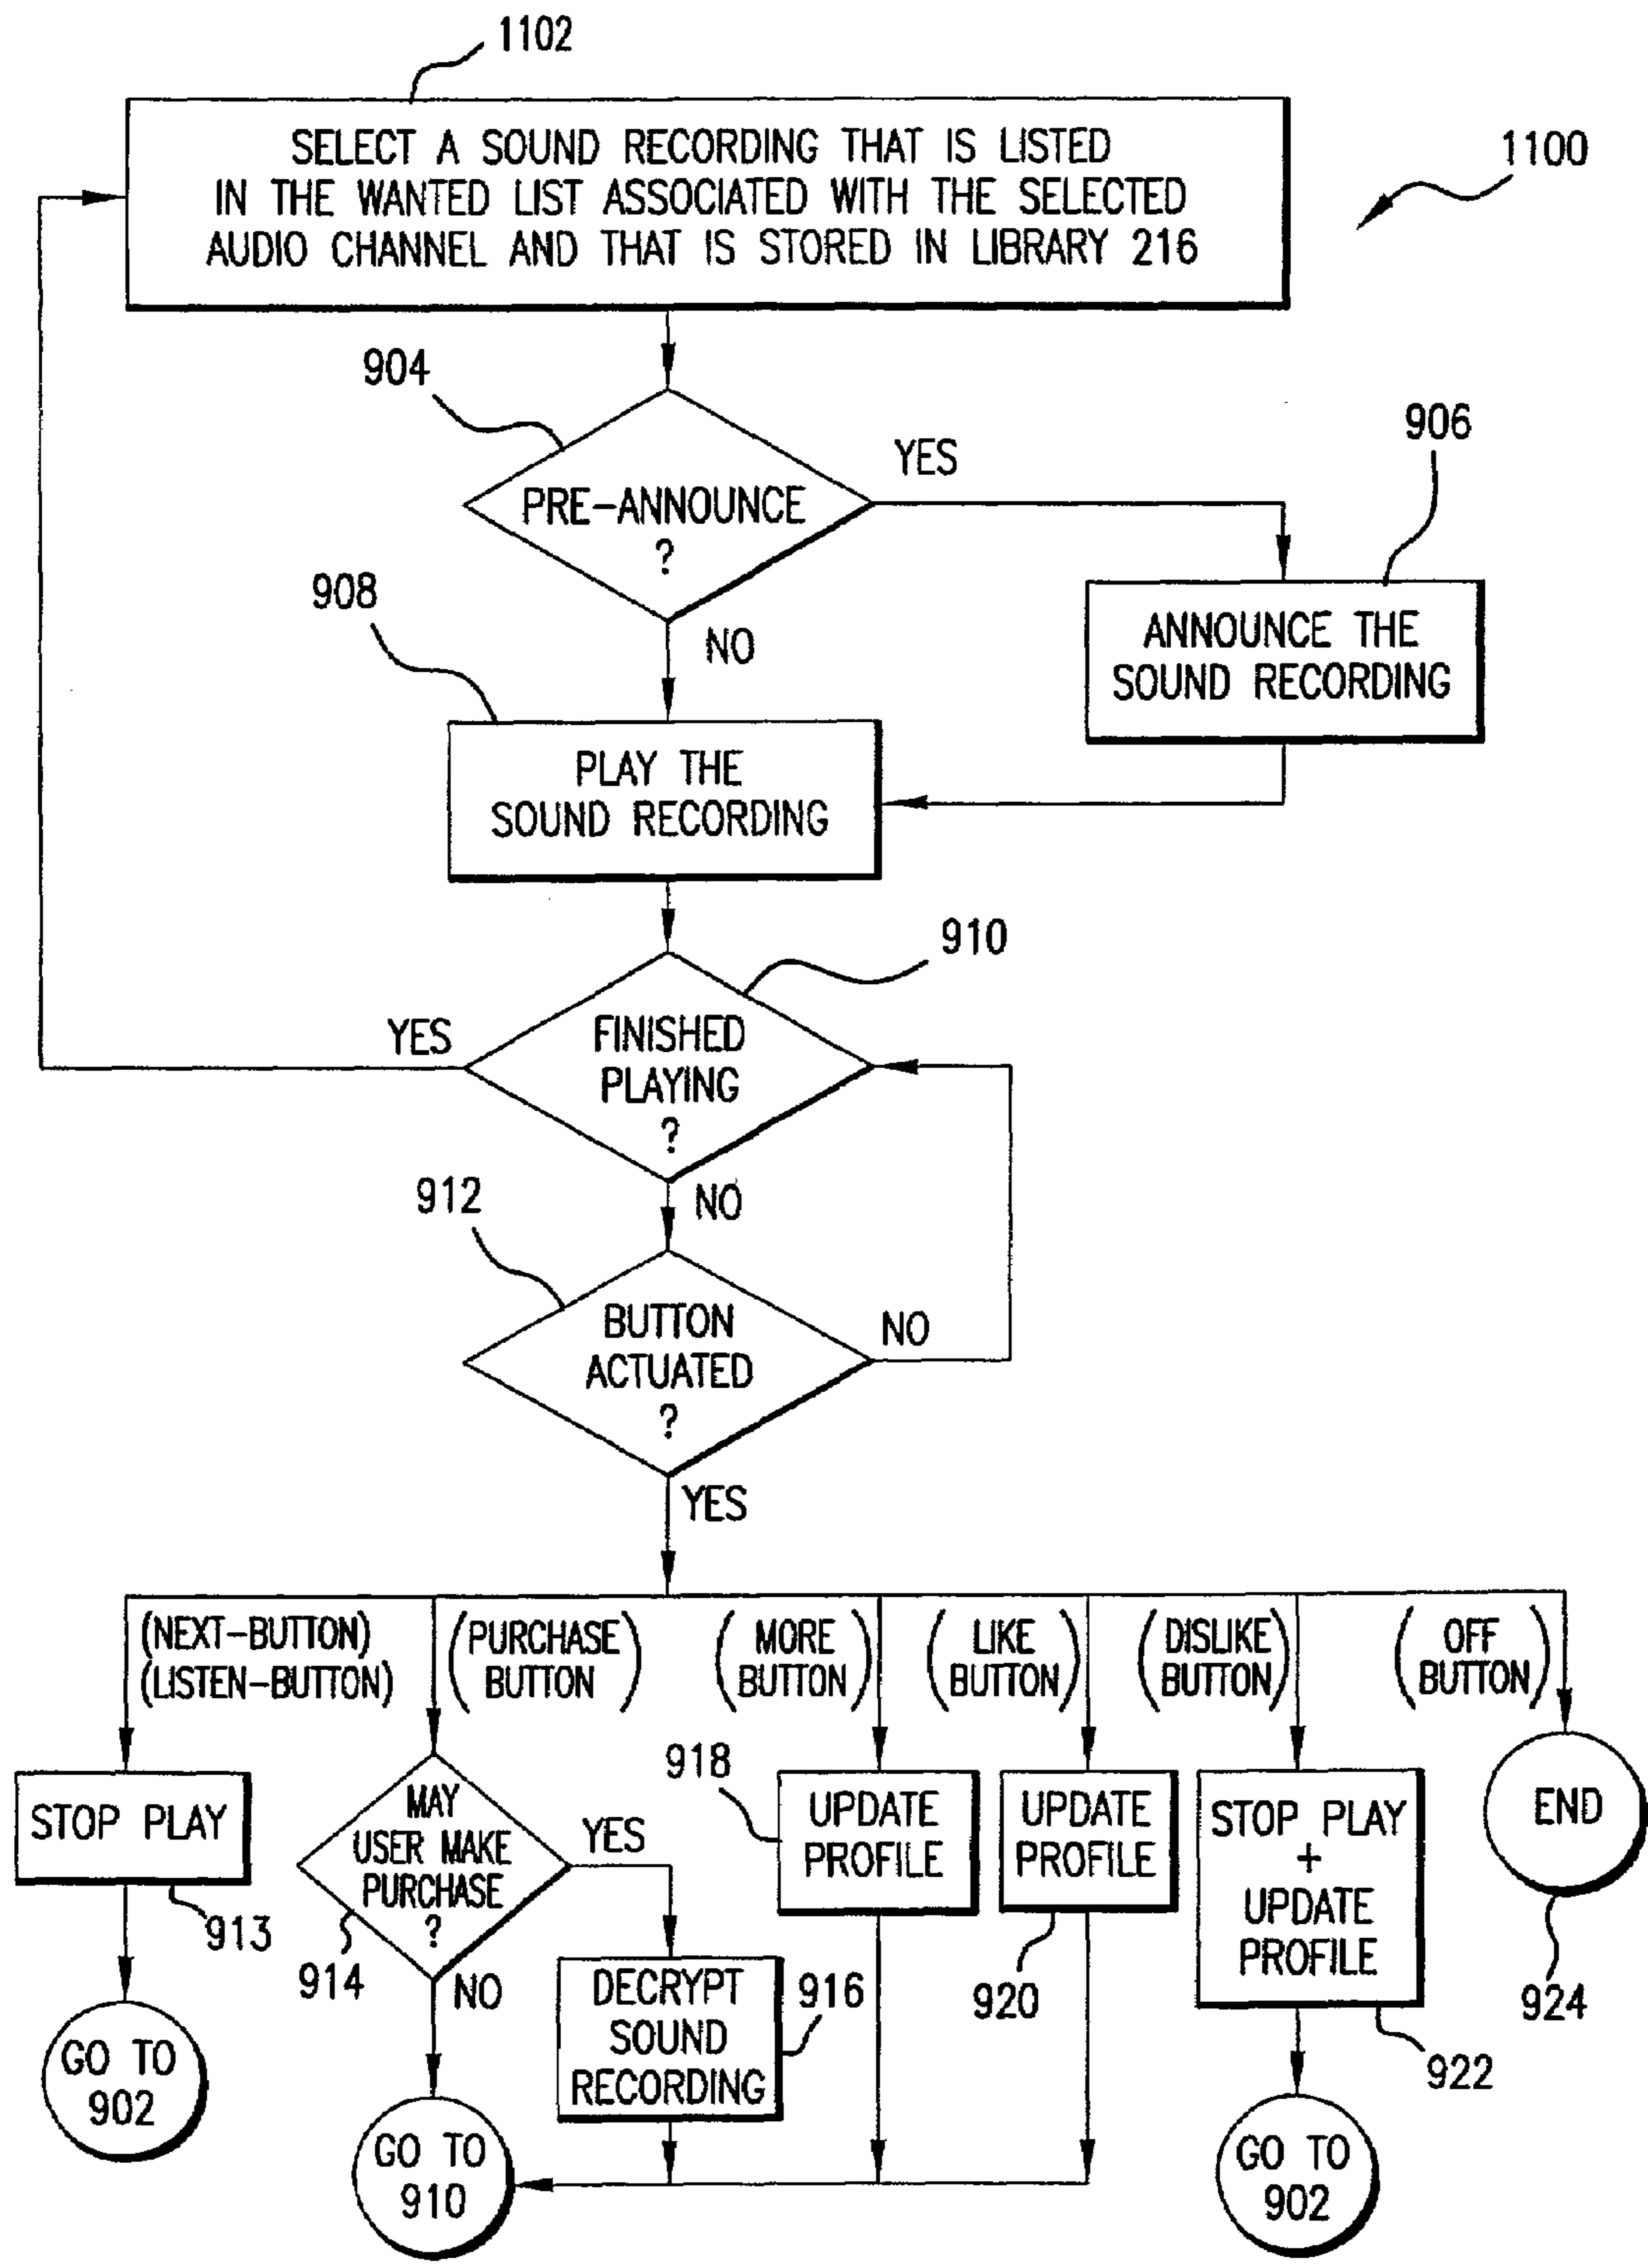 1102
SELECT A SOUND RECORDING THAT IS LISTED
IN THE WANTED LIST ASSOCIATED WITH THE SELECTED
AUDIO CHANNEL AND THAT IS STORED IN LIBRARY 216
1100
904
PRE-ANNOUNCE
?
YES
906
NO
ANNOUNCE THE
SOUND RECORDING
908
PLAY THE
SOUND RECORDING
910
YES
FINISHED
PLAYING
?
NO
912
BUTTON
ACTUATED
?
NO
YES
(NEXT-BUTTON)
(LISTEN-BUTTON)
(PURCHASE
BUTTON)
(MORE
BUTTON)
(LIKE
BUTTON)
(DISLIKE
BUTTON)
(OFF
BUTTON)
STOP PLAY
913
GO TO
902
MAY
USER MAKE
PURCHASE
?
914
YES
NO
DECRYPT
SOUND
RECORDING
916
GO TO
910
918
UPDATE
PROFILE
UPDATE
PROFILE
920
STOP PLAY
+
UPDATE
PROFILE
922
GO TO
902
END
924